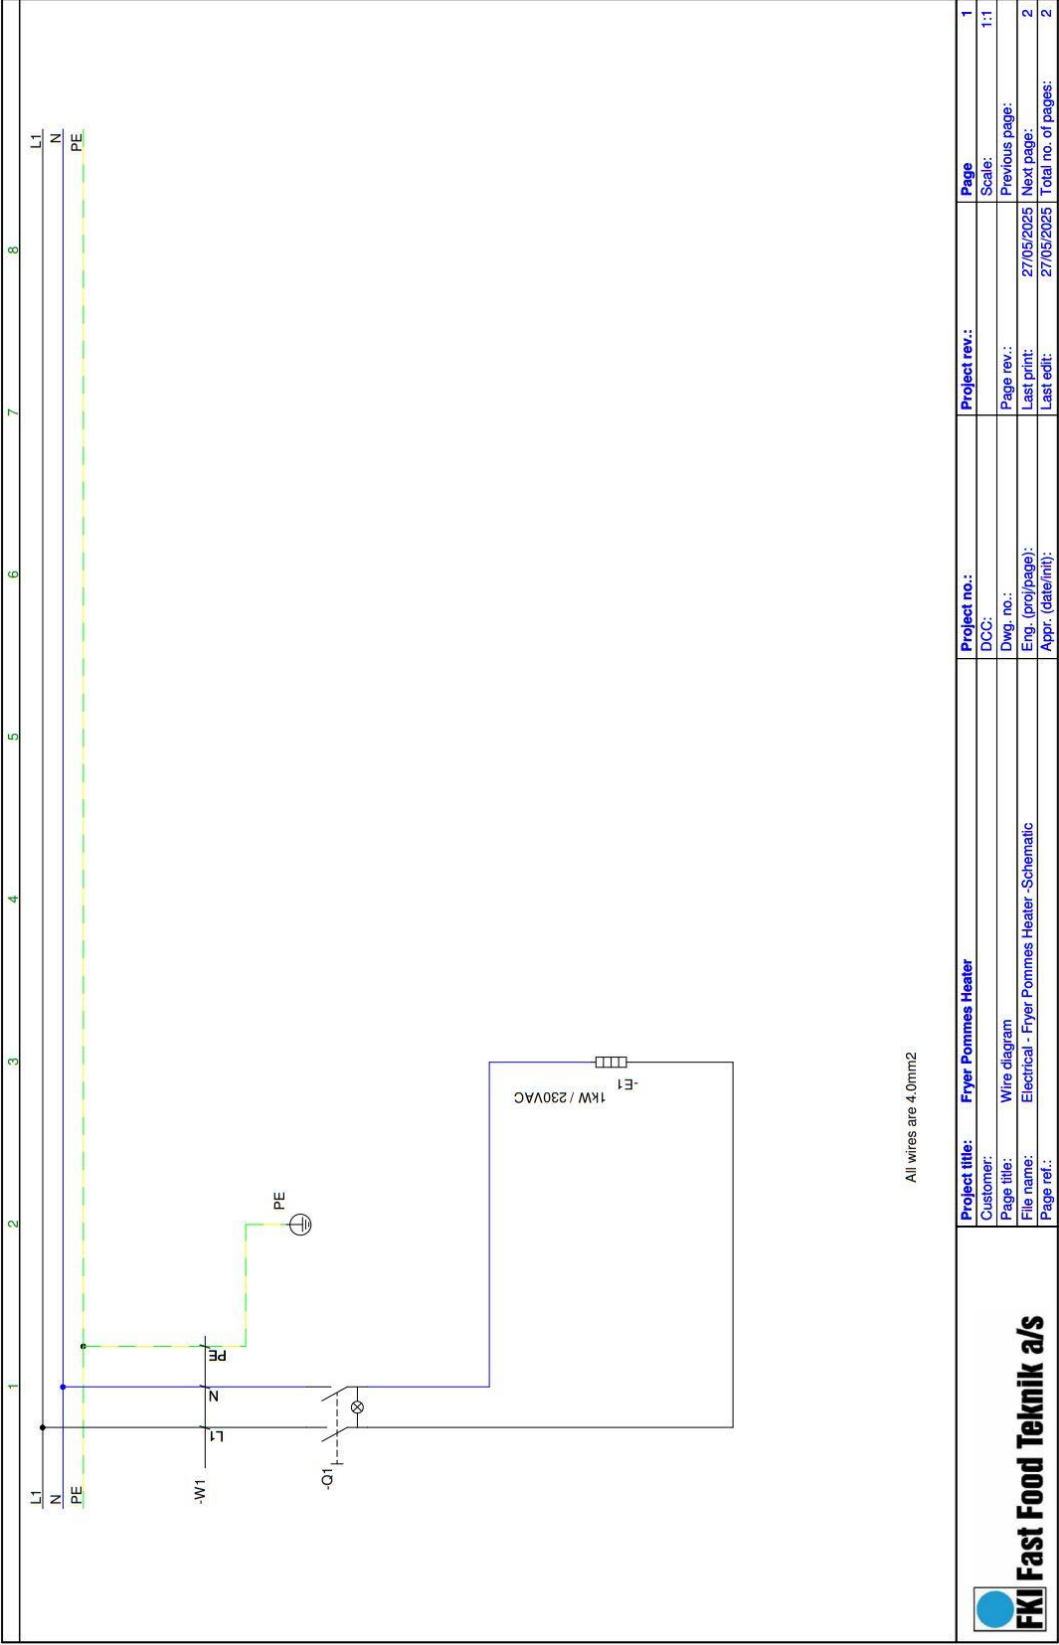 1 2 3 4 5 6 7 8
L1 L1
N N
PE PE
-W1 L1 N PE
PE
-Q1
1kW / 230VAC
-E1
All wires are 4.0mm2
FKI Fast Food Teknik a/s
Project title: Fryer Pommes Heater Project no.: Project rev.: Page 1
Customer: DCC: Scale: 1:1
Page title: Wire diagram Dwg. no.: Page rev.: Previous page:
File name: Electrical - Fryer Pommes Heater -Schematic Eng. (proj/page): Last print: 27/05/2025 Next page: 2
Page ref.: Appr. (date/init): Last edit: 27/05/2025 Total no. of pages: 2